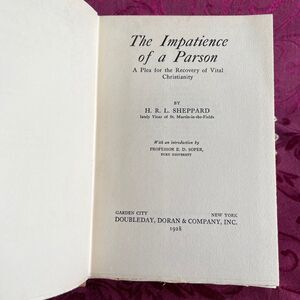 The Impatience
of a Parson
A Plea for the Recovery of Vital
Christianity
BY
H. R. L. SHEPPARD
lately Vicar of St. Martin-in-the-Fields
With an introduction by
PROFESSOR E. D. SOPER,
DUKE UNIVERSITY
GARDEN CITY NEW YORK
DOUBLEDAY, DORAN & COMPANY, INC.
1928